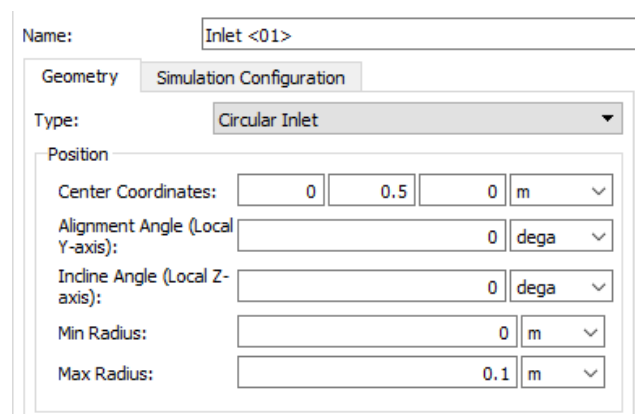 Name: Inlet <01>
Geometry Simulation Configuration
Type: Circular Inlet
Position
Center Coordinates: 0 0.5 0 m
Alignment Angle (Local
Y-axis): 0 dega
Incline Angle (Local Z-
axis): 0 dega
Min Radius: 0 m
Max Radius: 0.1 m